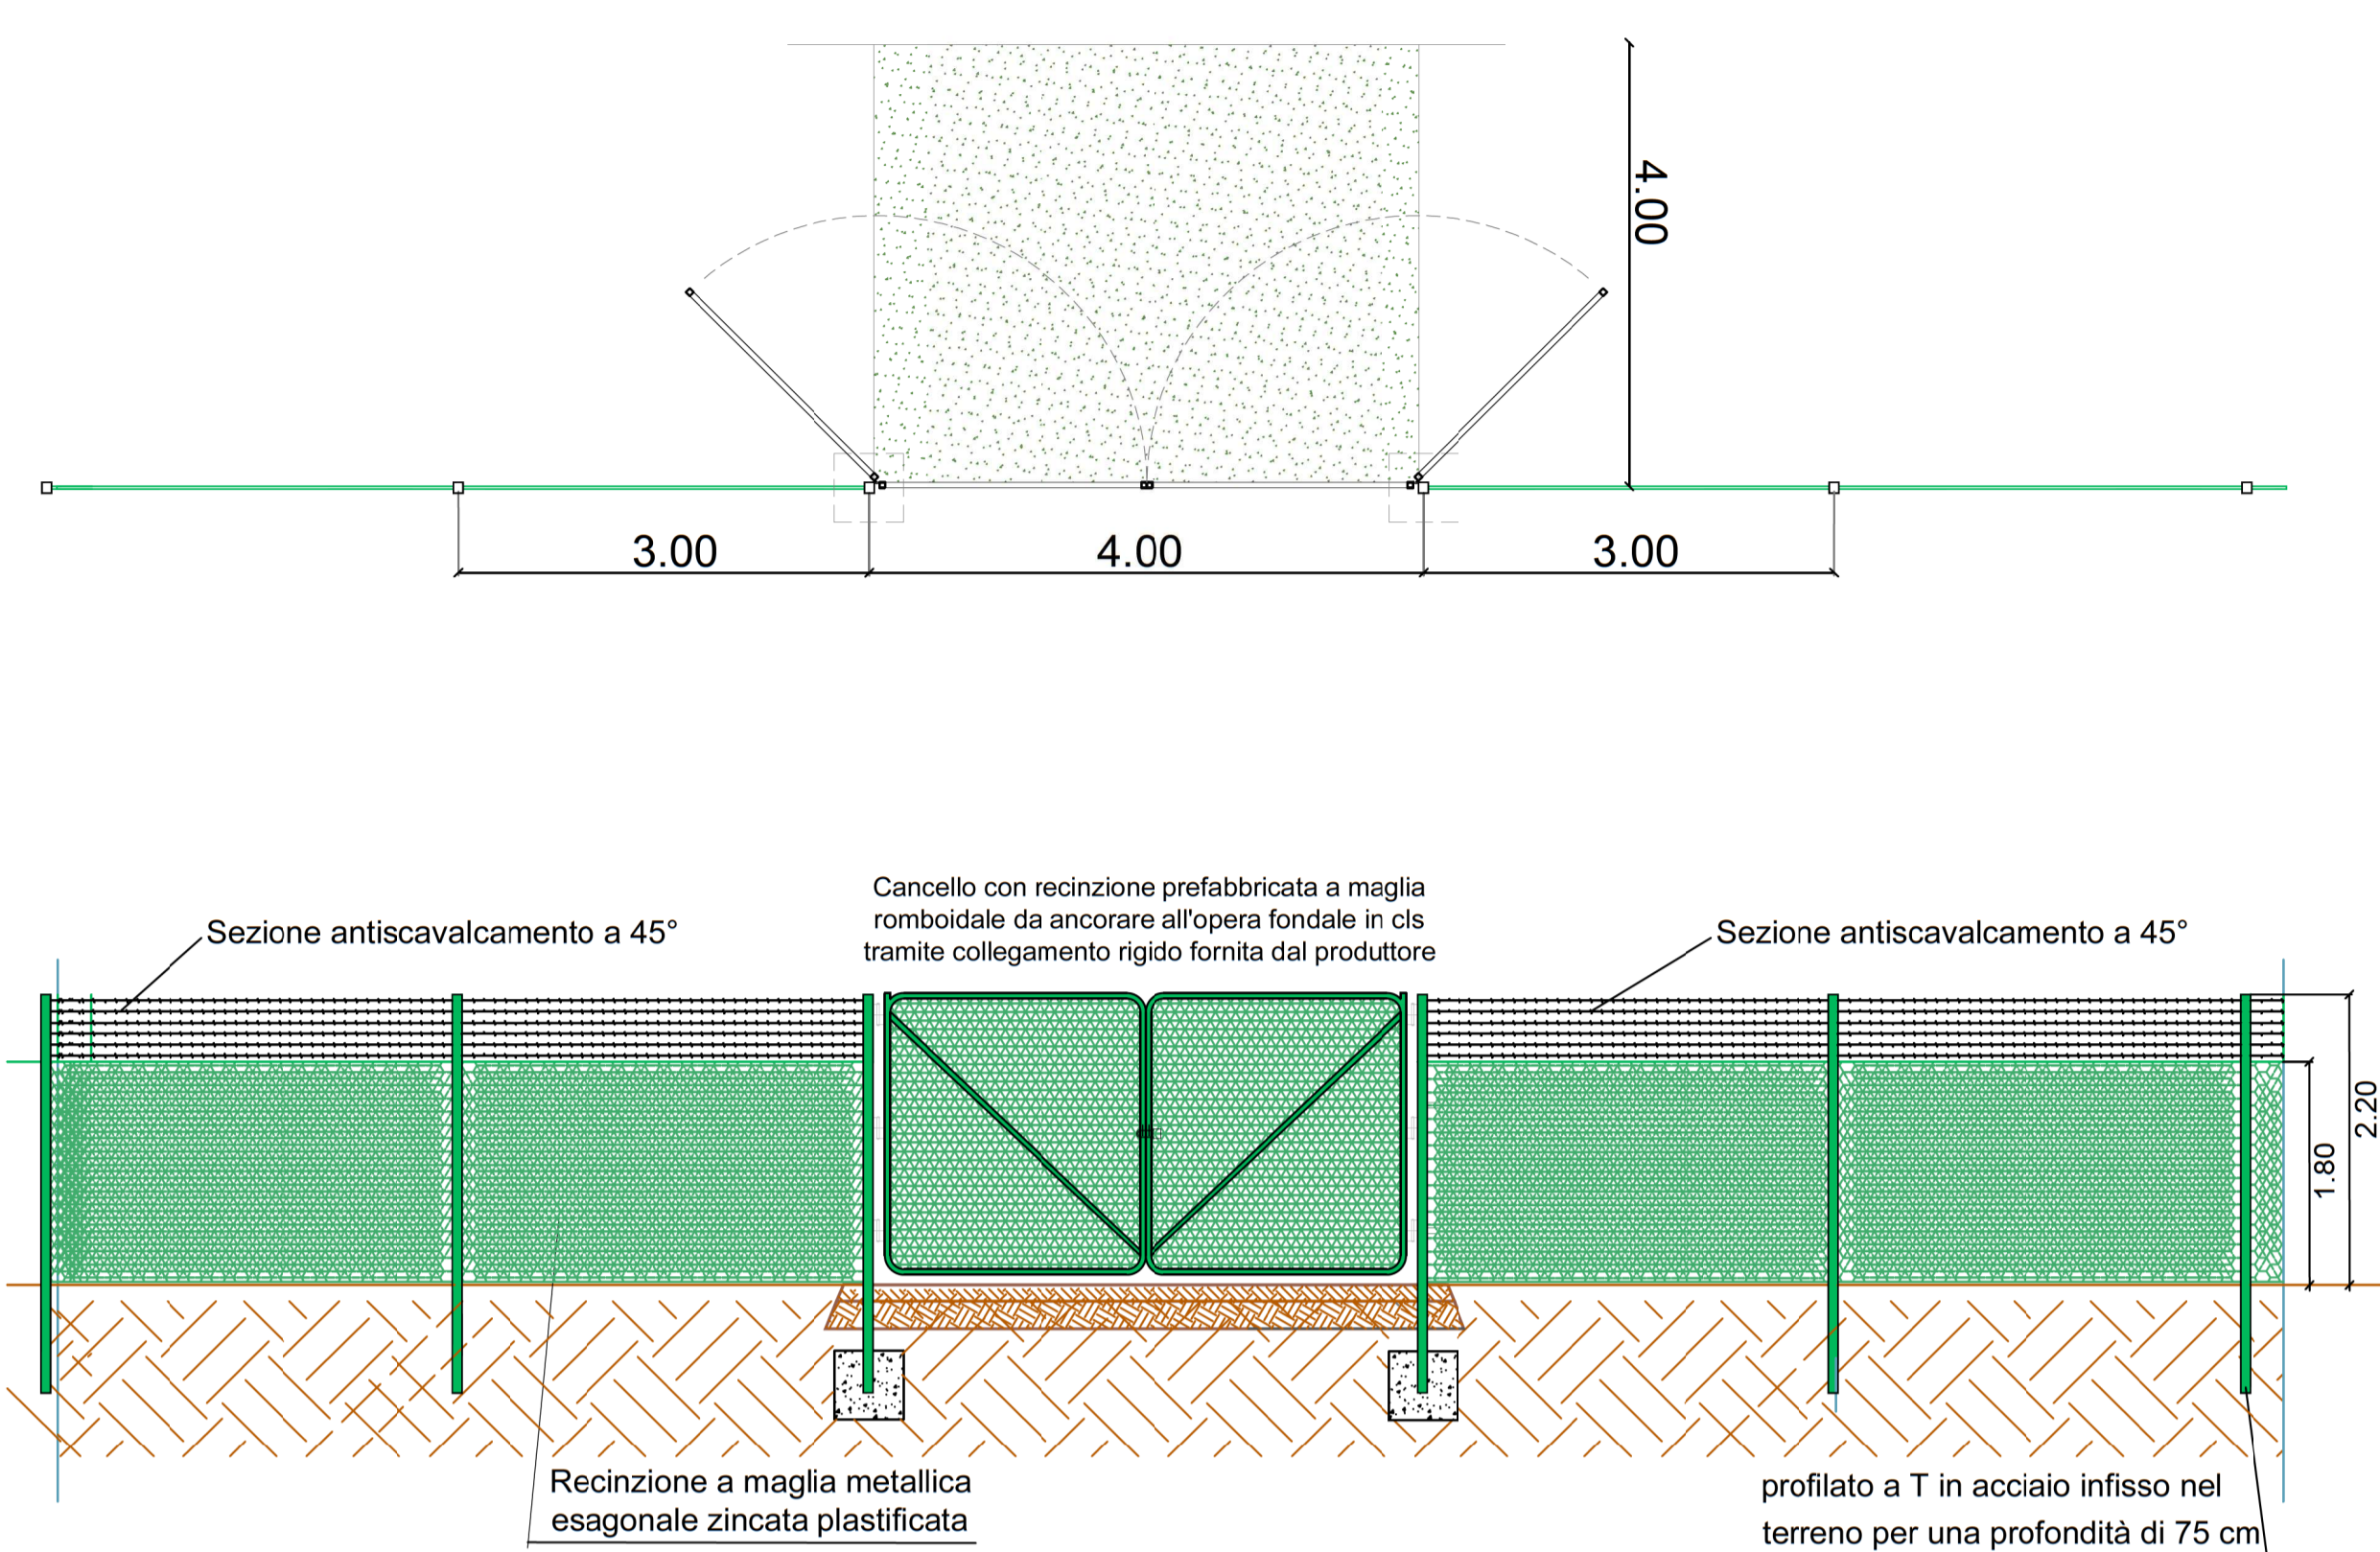 4.00
3.00
4.00
3.00
Cancello con recinzione prefabbricata a maglia
romboidale da ancorare all'opera fondale in cls
tramite collegamento rigido fornita dal produttore
Sezione antiscavalcamento a 45°
Sezione antiscavalcamento a 45°
2.20
1.80
Recinzione a maglia metallica
esagonale zincata plastificata
profilato a T in acciaio infisso nel
terreno per una profondità di 75 cm